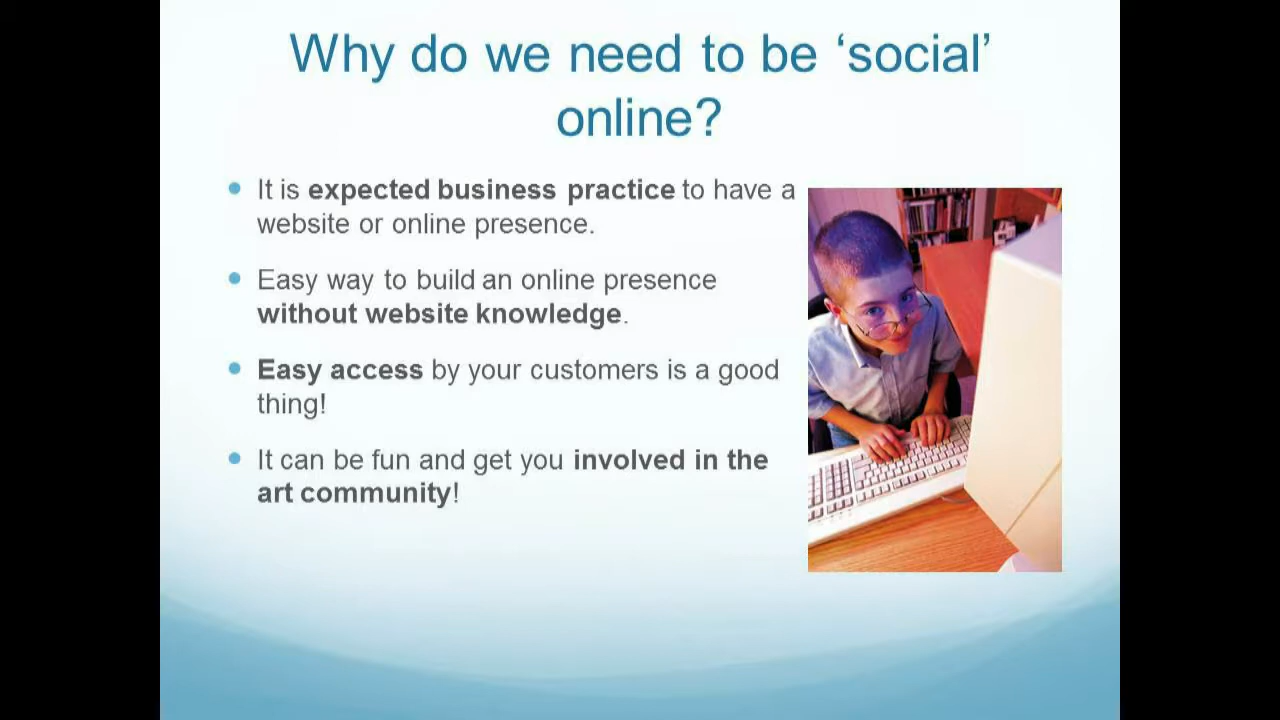 Why do we need to be ‘social’
online?
It is expected business practice to have a
website or online presence.
Easy way to build an online presence
without website knowledge.
Easy access by your customers is a good
thing!
It can be fun and get you involved in the
art community!